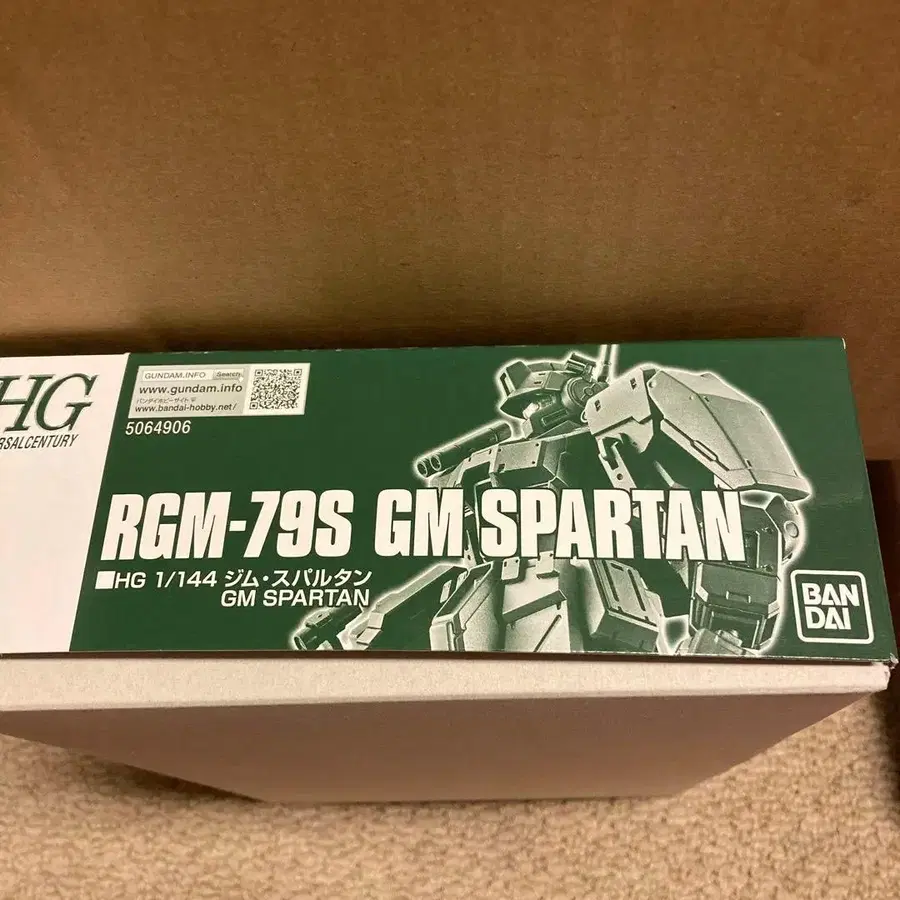 HG
RSALCENTURY
GUNDAM.INFO Search
www.gundam.info
バンダイホビーサイト
www.bandai-hobby.net/
5064906
RGM-79S GM SPARTAN
■HG 1/144 ジム・スパルタン
GM SPARTAN
BAN
DAI